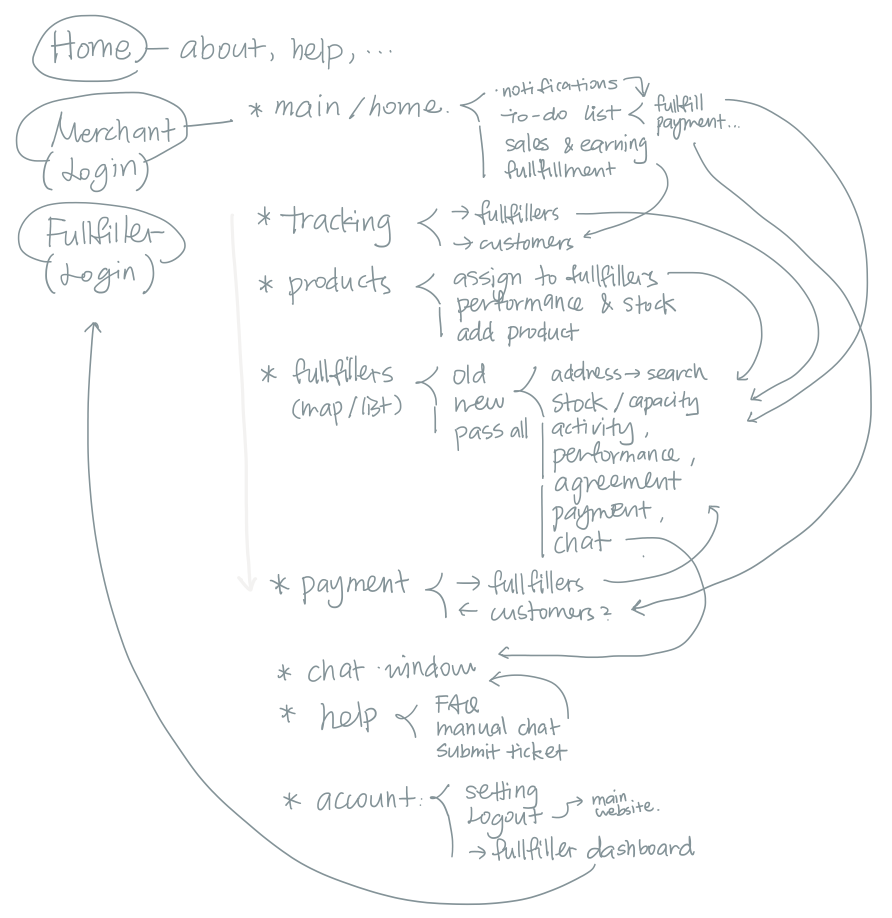 Home — about, help, ...
Merchant
(Login)
* main/home.
·notifications
to-do list
fulfill
payment...
sales & earning
fullfillment
Fullfiller
(Login)
* tracking
→ fullfillers
→ customers
* products
assign to fullfillers
performance & stock
add product
* fullfillers
(map/list)
old
new
pass all
address → search
stock / capacity
activity,
performance,
agreement
payment,
chat
* payment
→ fullfillers
← customers?
* chat window
* help
FAQ
manual chat
submit ticket
* account
setting
Logout → main
website.
→ fullfiller dashboard